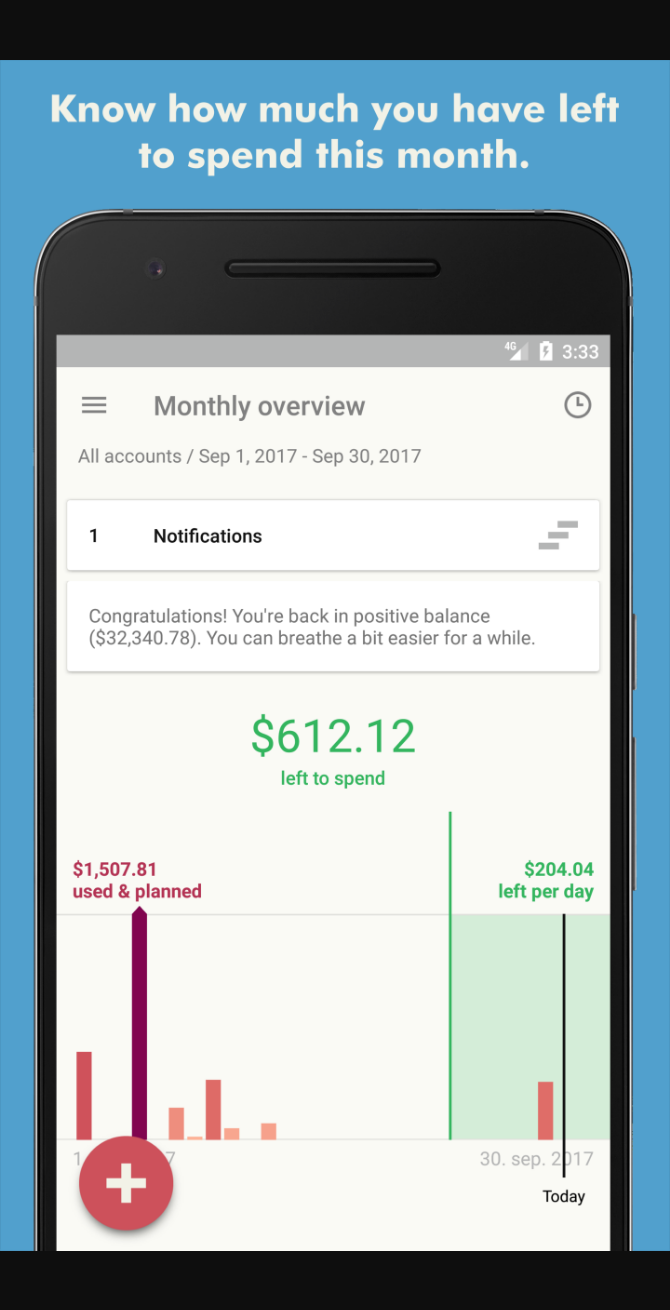 Know how much you have left
to spend this month.
4G 3:33
Monthly overview
All accounts / Sep 1, 2017 - Sep 30, 2017
1 Notifications
Congratulations! You're back in positive balance
($32,340.78). You can breathe a bit easier for a while.
$612.12
left to spend
$1,507.81
used & planned
$204.04
left per day
30. sep. 2017
Today